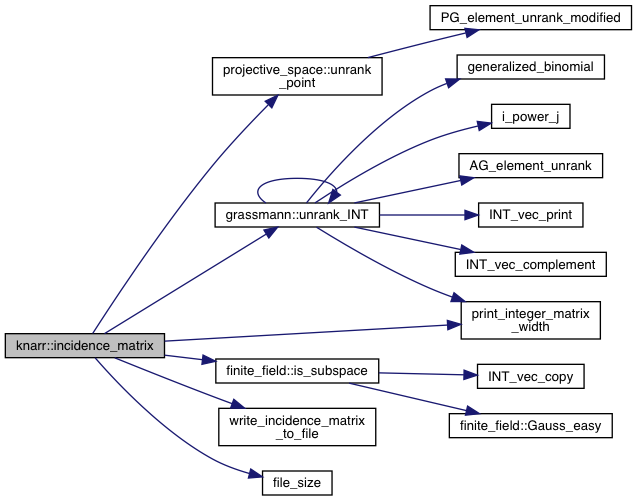 PG_element_unrank_modified
projective_space::unrank
_point
generalized_binomial
i_power_j
AG_element_unrank
grassmann::unrank_INT
INT_vec_print
INT_vec_complement
print_integer_matrix
_width
knarr::incidence_matrix
finite_field::is_subspace
INT_vec_copy
write_incidence_matrix
_to_file
finite_field::Gauss_easy
file_size